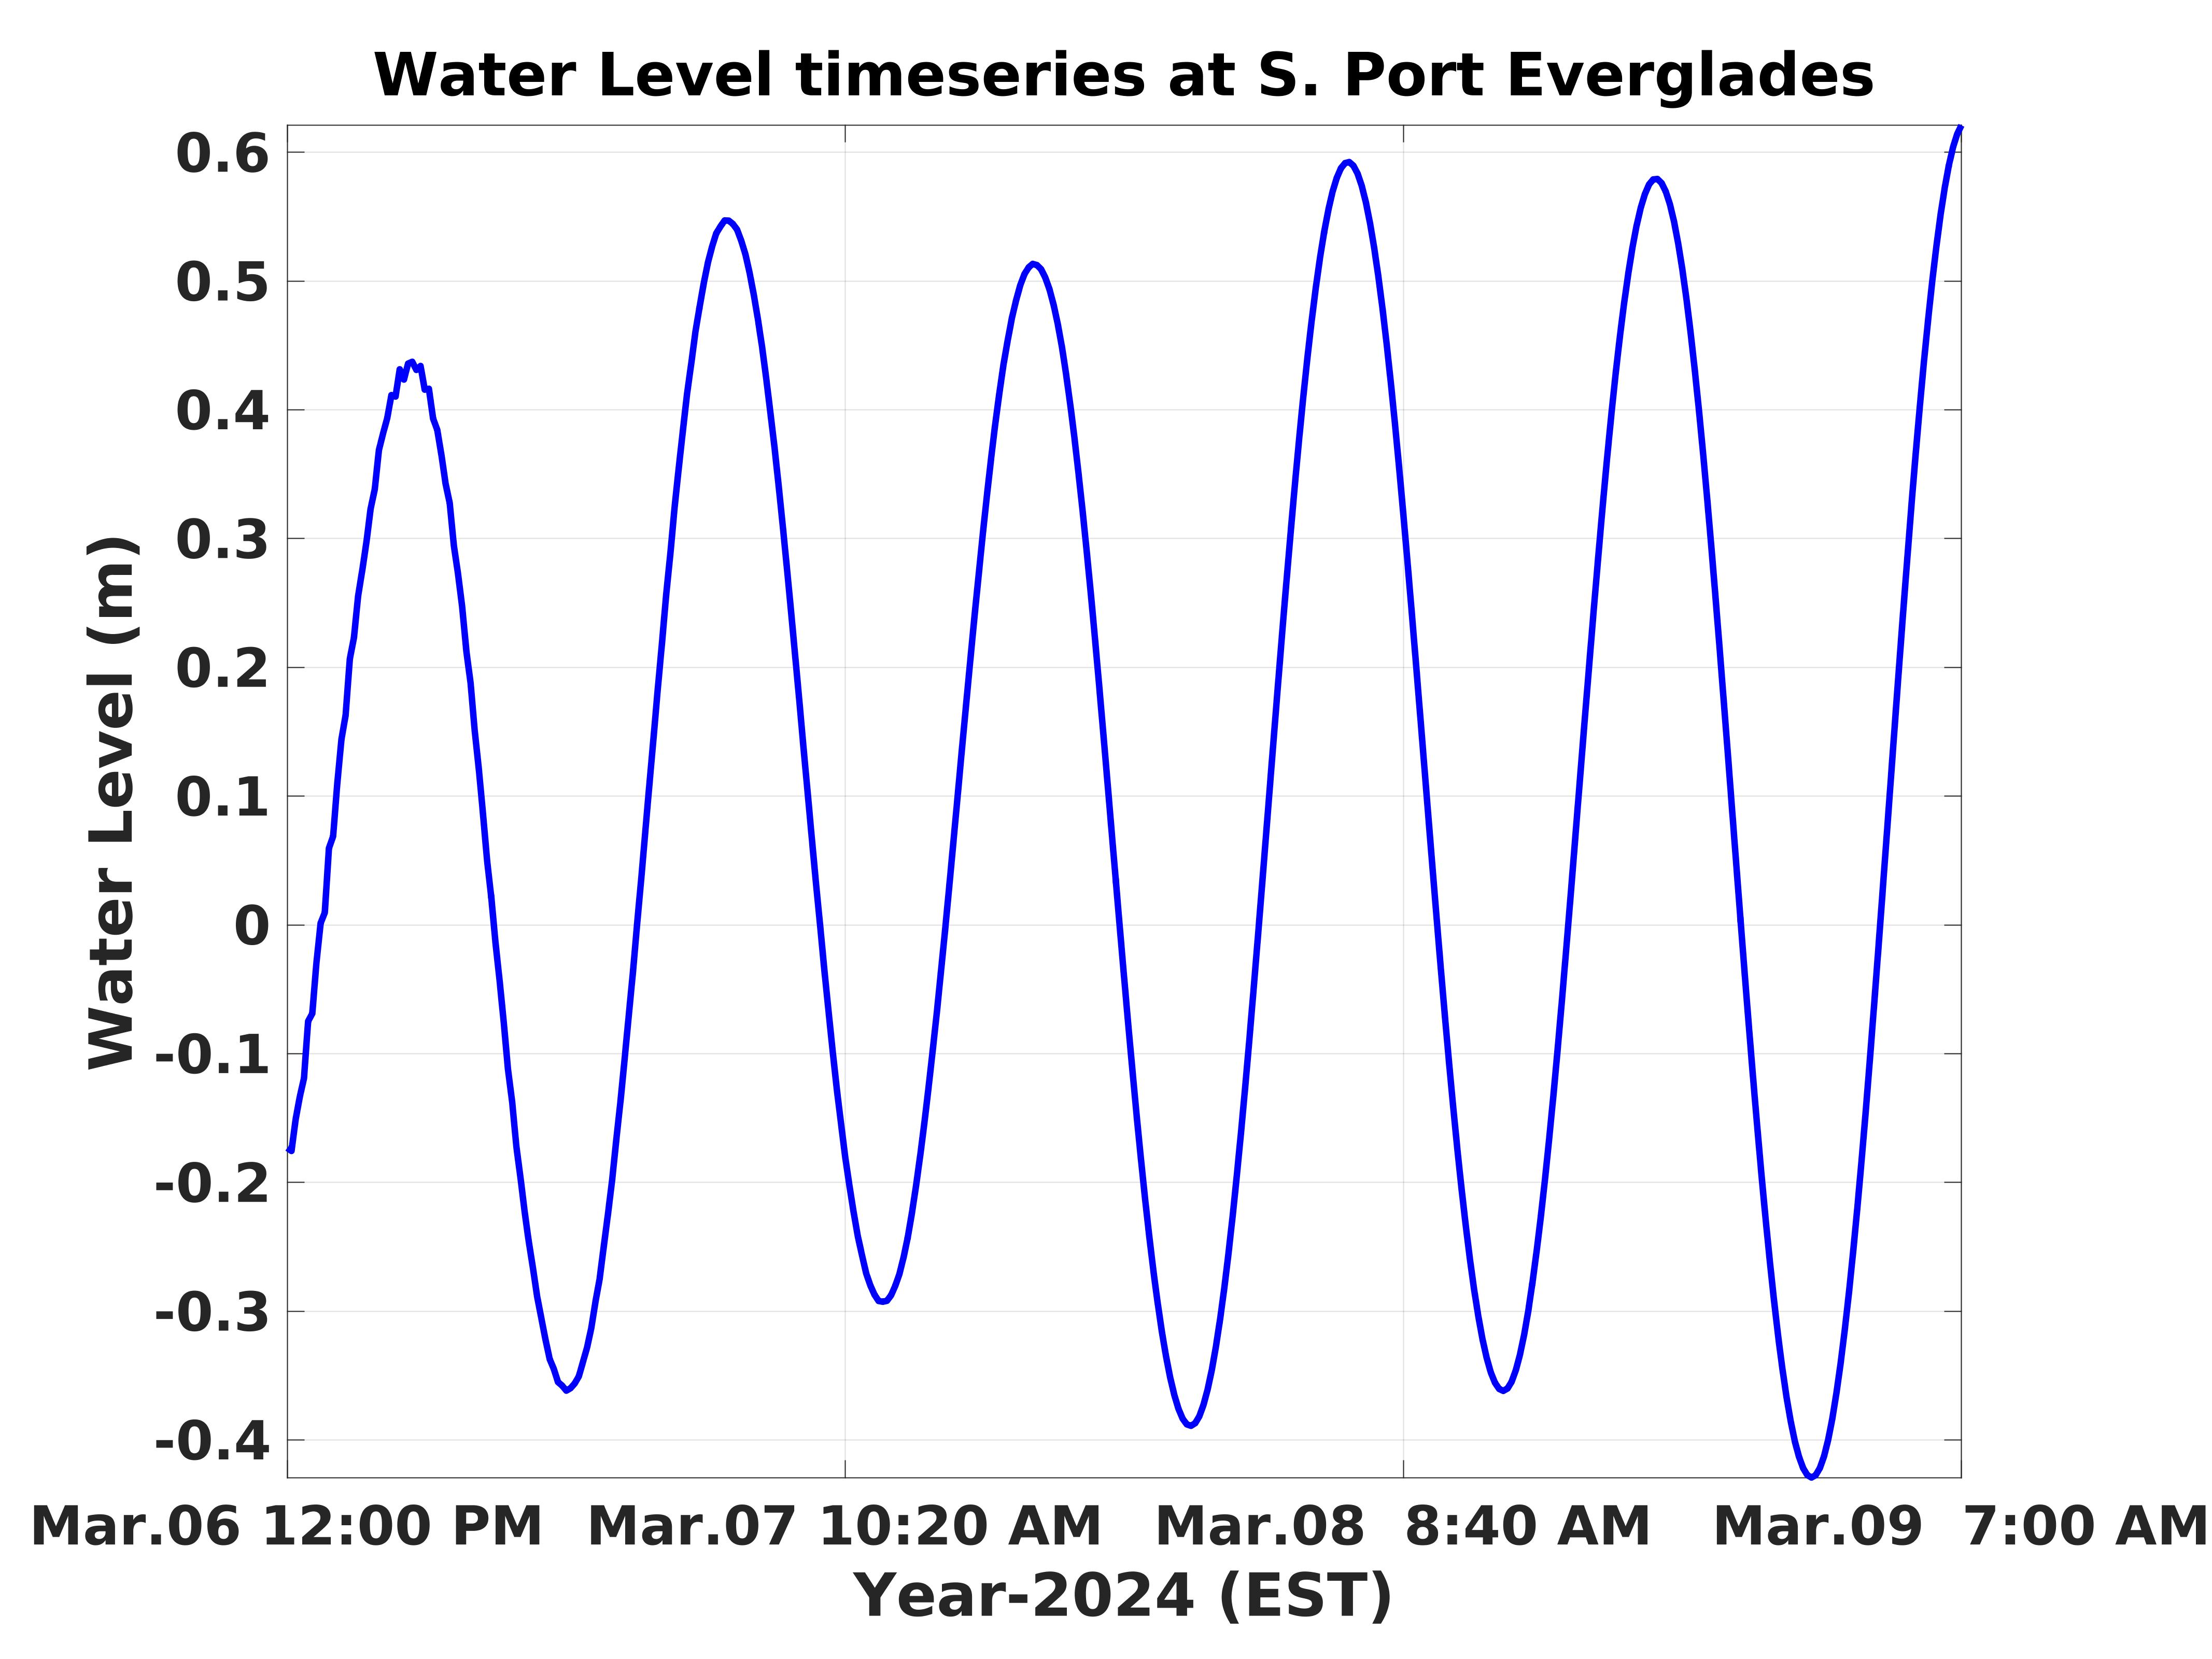 Water Level timeseries at S. Port Everglades
Water Level (m)
0.6
0.5
0.4
0.3
0.2
0.1
0
-0.1
-0.2
-0.3
-0.4
Mar.06 12:00 PM Mar.07 10:20 AM Mar.08 8:40 AM Mar.09 7:00 AM
Year-2024 (EST)